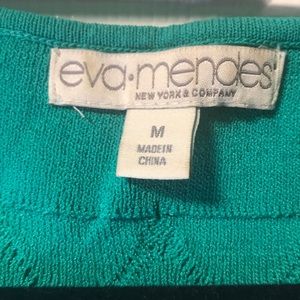 eva•mendes
NEW YORK & COMPANY
M
MADE IN
CHINA